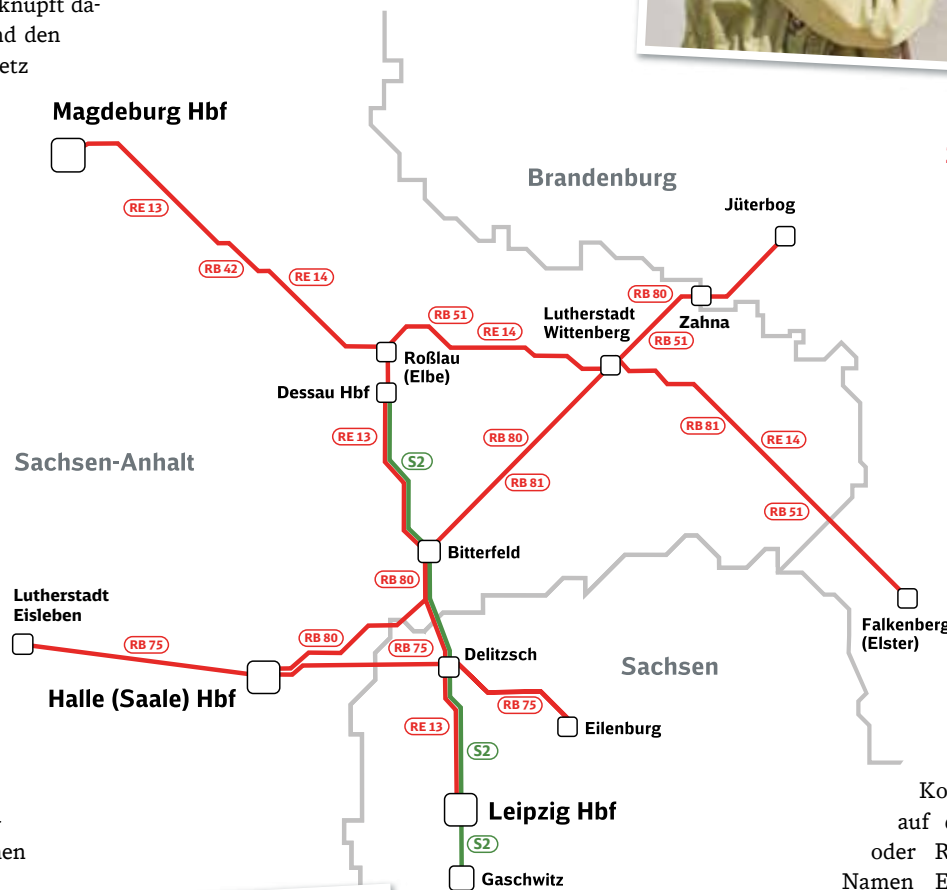 knüpft da-
nd den
etz
Magdeburg Hbf
Brandenburg
Jüterbog
RE 13
RB 42
RE 14
RB 51
RE 14
Lutherstadt
Wittenberg
RB 80
Zahna
RB 51
Roßlau
(Elbe)
Dessau Hbf
RE 13
S2
RB 80
RB 81
RB 81
RE 14
RB 51
Sachsen-Anhalt
Bitterfeld
RB 80
Lutherstadt
Eisleben
RB 75
RB 80
RB 75
Delitzsch
Sachsen
Falkenberg
(Elster)
Halle (Saale) Hbf
RB 75
RE 13
Eilenburg
S2
Leipzig Hbf
S2
Gaschwitz
en
Ko
auf
oder R
Namen E